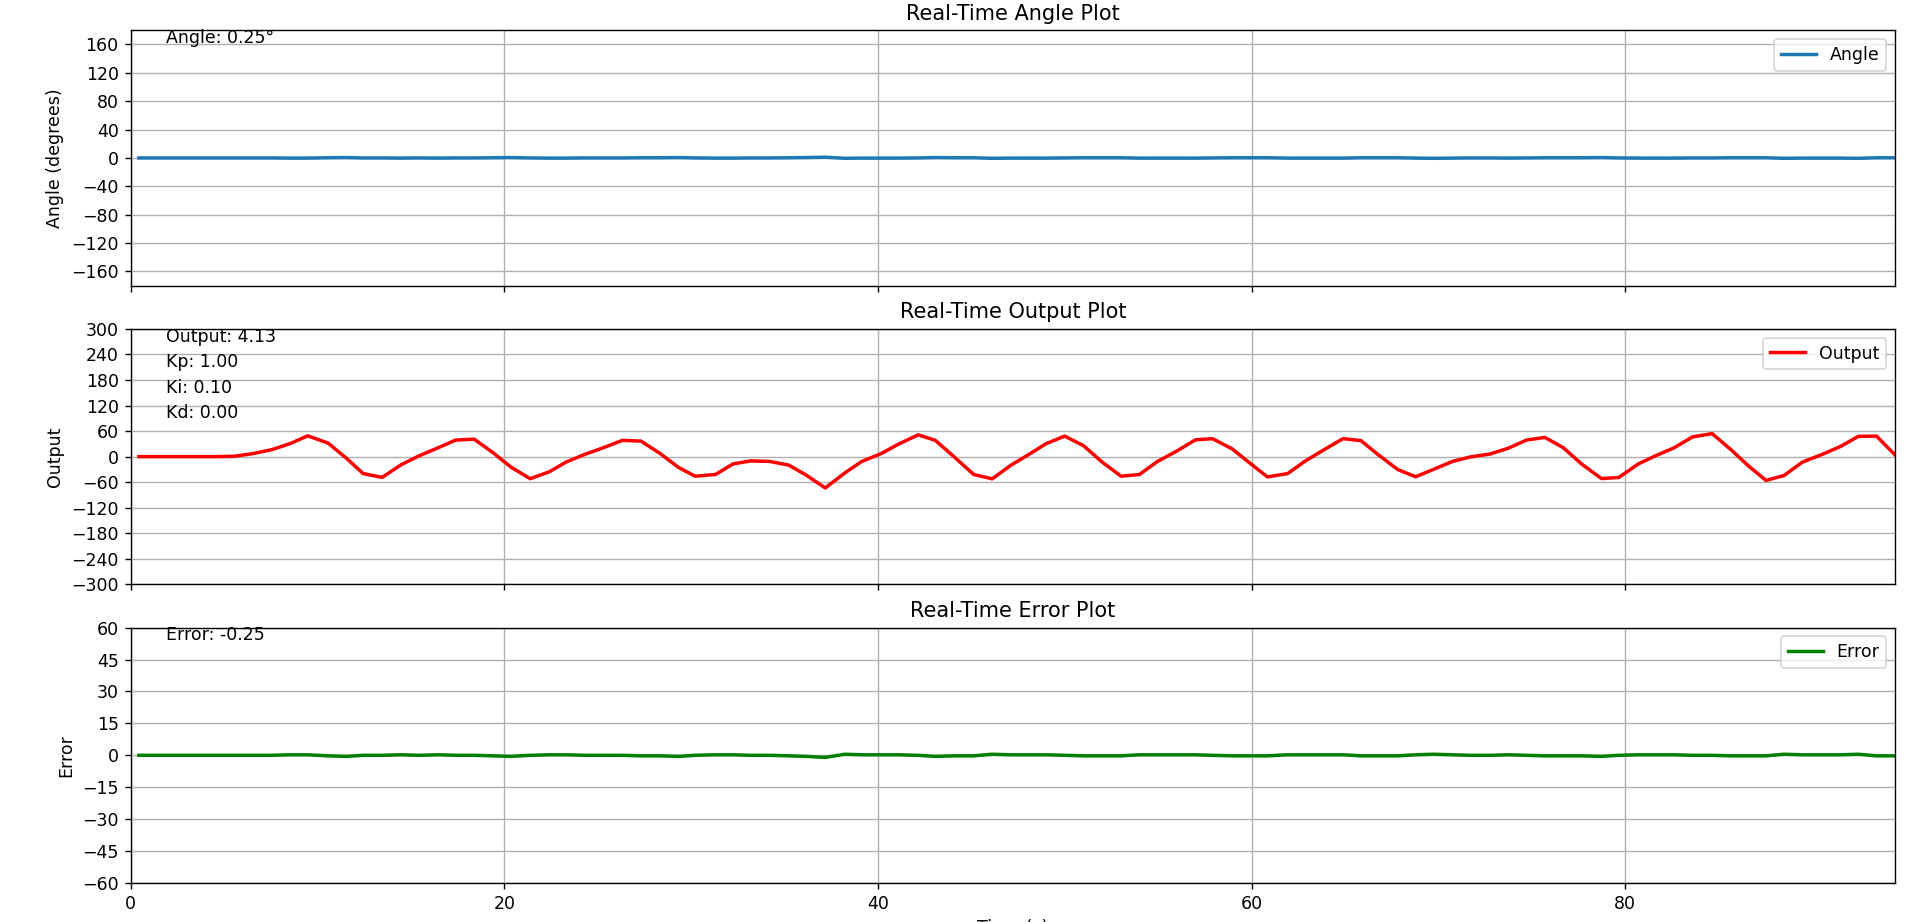 Real-Time Angle Plot
Angle: 0.25°
Angle
160
120
80
40
0
−40
−80
−120
−160
Angle (degrees)
Real-Time Output Plot
Output: 4.13
Kp: 1.00
Ki: 0.10
Kd: 0.00
Output
300
240
180
120
60
0
−60
−120
−180
−240
−300
Output
Real-Time Error Plot
Error: -0.25
Error
60
45
30
15
0
−15
−30
−45
−60
Error
0 20 40 60 80